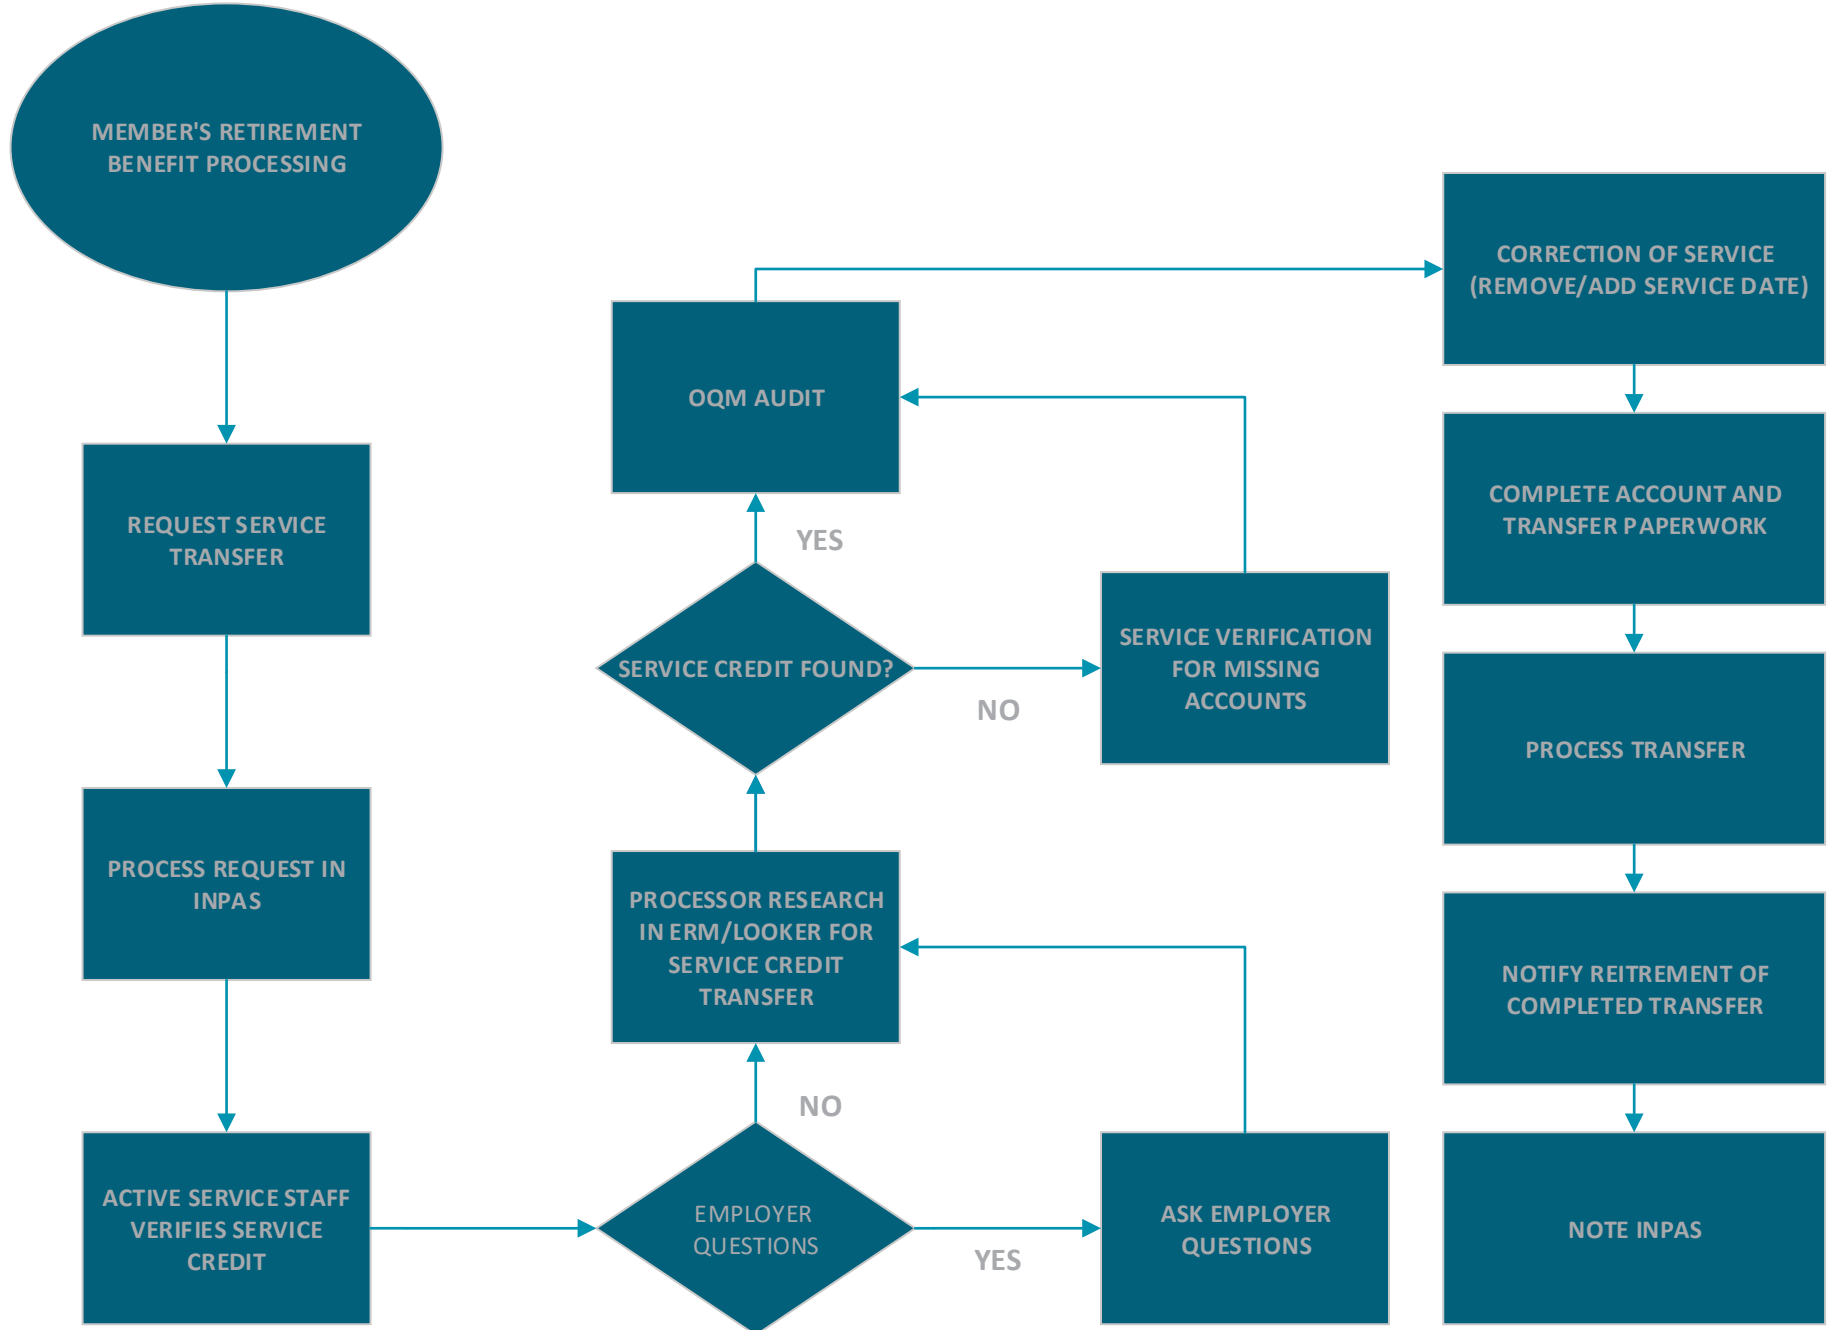 MEMBER'S RETIREMENT
BENEFIT PROCESSING
REQUEST SERVICE
TRANSFER
PROCESS REQUEST IN
INPAS
ACTIVE SERVICE STAFF
VERIFIES SERVICE
CREDIT
EMPLOYER
QUESTIONS
YES
NO
ASK EMPLOYER
QUESTIONS
PROCESSOR RESEARCH
IN ERM/LOOKER FOR
SERVICE CREDIT
TRANSFER
SERVICE CREDIT FOUND?
YES
NO
SERVICE VERIFICATION
FOR MISSING
ACCOUNTS
OQM AUDIT
CORRECTION OF SERVICE
(REMOVE/ADD SERVICE DATE)
COMPLETE ACCOUNT AND
TRANSFER PAPERWORK
PROCESS TRANSFER
NOTIFY REITREMENT OF
COMPLETED TRANSFER
NOTE INPAS